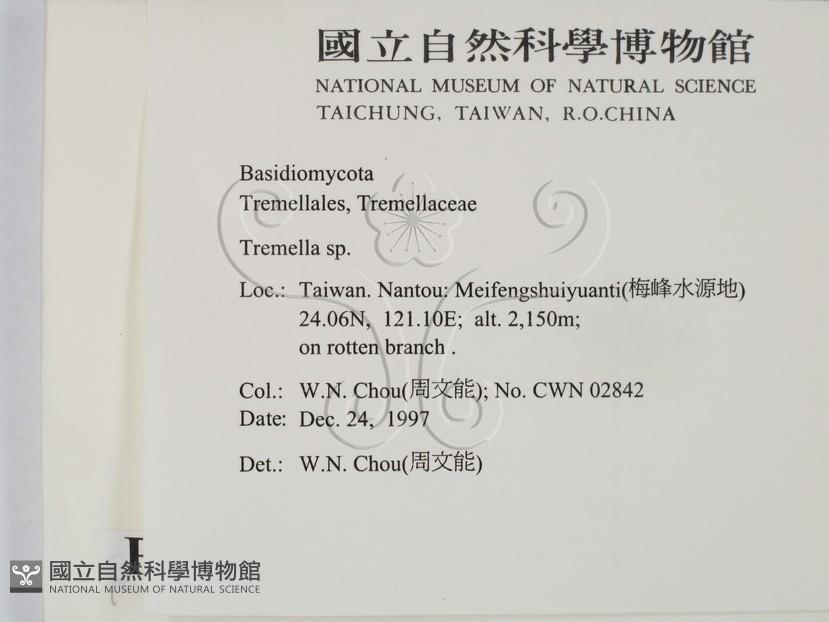 國立自然科學博物館
NATIONAL MUSEUM OF NATURAL SCIENCE
TAICHUNG, TAIWAN, R.O.CHINA
Basidiomycota
Tremellales, Tremellaceae
Tremella sp.
Loc.: Taiwan. Nantou: Meifengshuiyuanti(梅峰水源地)
24.06N, 121.10E; alt. 2,150m;
on rotten branch .
Col.: W.N. Chou(周文能); No. CWN 02842
Date: Dec. 24, 1997
Det.: W.N. Chou(周文能)
國立自然科學博物館
NATIONAL MUSEUM OF NATURAL SCIENCE